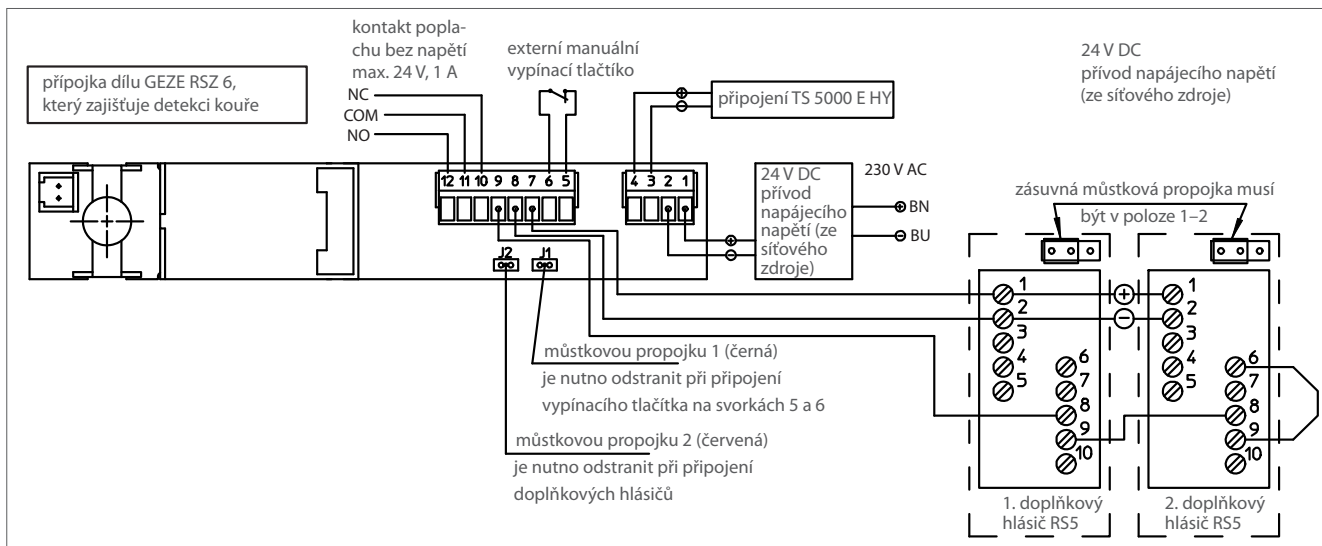 přípojka dílu GEZE RSZ 6,
který zajišťuje detekci kouře
kontakt popla-
chu bez napětí
max. 24 V, 1 A
NC
COM
NO
externí manuální
vypínací tlačtíko
připojení TS 5000 E HY
24 V DC
přívod napájecího napětí
(ze síťového zdroje)
12 11 10 9 8 7 6 5
4 3 2 1
24 V DC
přívod
napájecího
napětí (ze
síťového
zdroje)
230 V AC
BN
BU
zásuvná můstková propojka musí
být v poloze 1–2
J2
J1
můstkovou propojku 1 (černá)
je nutno odstranit při připojení
vypínacího tlačítka na svorkách 5 a 6
můstkovou propojku 2 (červená)
je nutno odstranit při připojení
doplňkových hlásičů
1
2
3
4
5
6
7
8
9
10
1. doplňkový
hlásič RS5
1
2
3
4
5
6
7
8
9
10
2. doplňkový
hlásič RS5